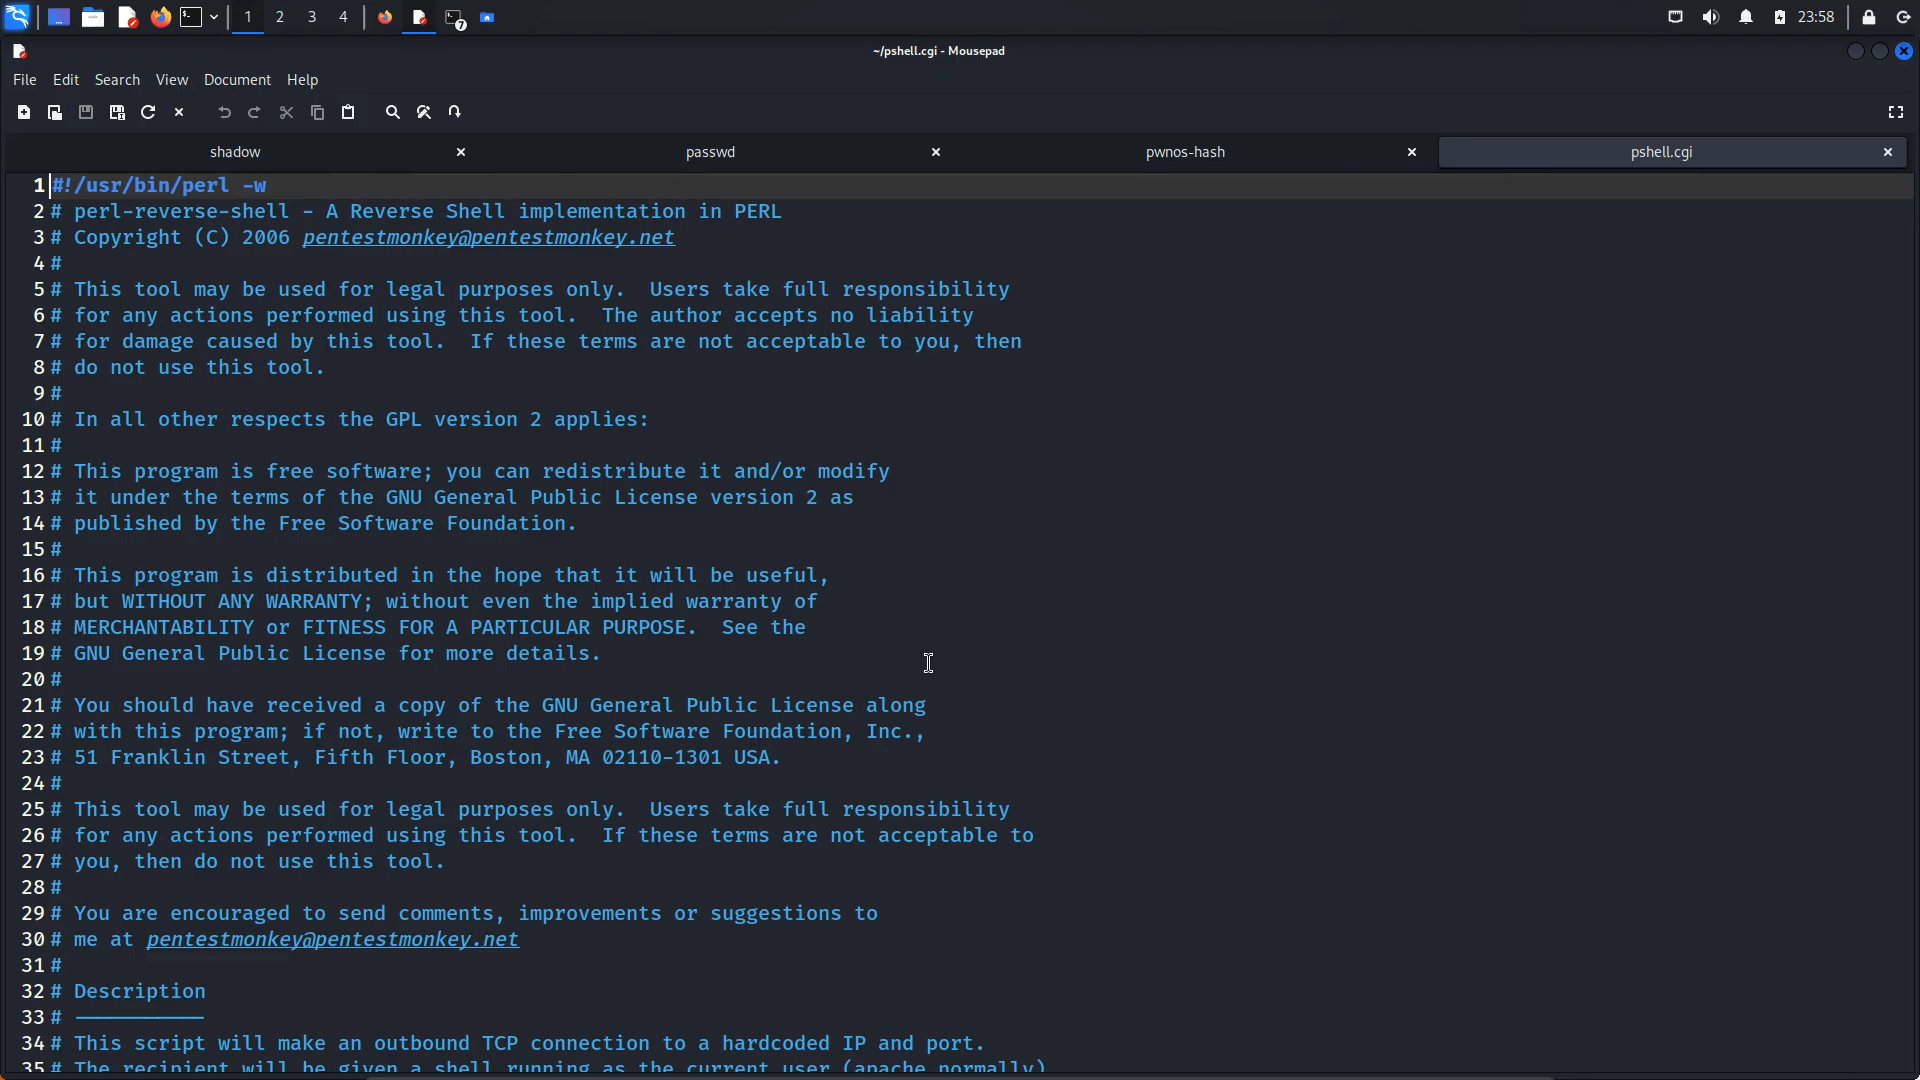 1 2 3 4 7 23:58
~/pshell.cgi - Mousepad
File Edit Search View Document Help
shadow passwd pwnos-hash pshell.cgi
1 #!/usr/bin/perl -w
2 # perl-reverse-shell - A Reverse Shell implementation in PERL
3 # Copyright (C) 2006 pentestmonkey@pentestmonkey.net
4 #
5 # This tool may be used for legal purposes only.  Users take full responsibility
6 # for any actions performed using this tool.  The author accepts no liability
7 # for damage caused by this tool.  If these terms are not acceptable to you, then
8 # do not use this tool.
9 #
10 # In all other respects the GPL version 2 applies:
11 #
12 # This program is free software; you can redistribute it and/or modify
13 # it under the terms of the GNU General Public License version 2 as
14 # published by the Free Software Foundation.
15 #
16 # This program is distributed in the hope that it will be useful,
17 # but WITHOUT ANY WARRANTY; without even the implied warranty of
18 # MERCHANTABILITY or FITNESS FOR A PARTICULAR PURPOSE.  See the
19 # GNU General Public License for more details.
20 #
21 # You should have received a copy of the GNU General Public License along
22 # with this program; if not, write to the Free Software Foundation, Inc.,
23 # 51 Franklin Street, Fifth Floor, Boston, MA 02110-1301 USA.
24 #
25 # This tool may be used for legal purposes only.  Users take full responsibility
26 # for any actions performed using this tool.  If these terms are not acceptable to
27 # you, then do not use this tool.
28 #
29 # You are encouraged to send comments, improvements or suggestions to
30 # me at pentestmonkey@pentestmonkey.net
31 #
32 # Description
33 # -----------
34 # This script will make an outbound TCP connection to a hardcoded IP and port.
35 # The recipient will be given a shell running as the current user (apache normally).